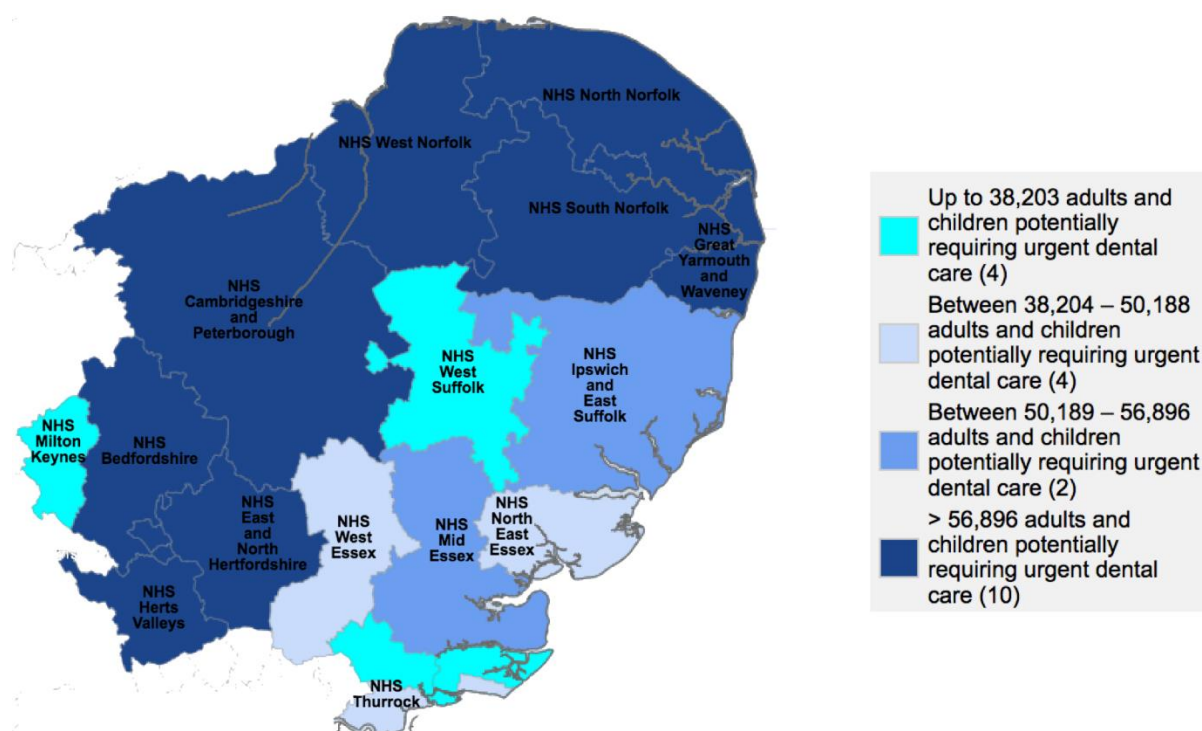 NHS North Norfolk
NHS West Norfolk
NHS South Norfolk
NHS
Great
Yarmouth
and
Waveney
NHS
Cambridgeshire
and
Peterborough
NHS
West
Suffolk
NHS
Ipswich
and
East
Suffolk
NHS
Milton
Keynes
NHS
Bedfordshire
NHS
East
and
North
Hertfordshire
NHS
West
Essex
NHS
Mid
Essex
NHS
North
East
Essex
NHS
Herts
Valleys
NHS
Thurrock
Up to 38,203 adults and
children potentially
requiring urgent dental
care (4)
Between 38,204 – 50,188
adults and children
potentially requiring urgent
dental care (4)
Between 50,189 – 56,896
adults and children
potentially requiring urgent
dental care (2)
> 56,896 adults and
children potentially
requiring urgent dental
care (10)